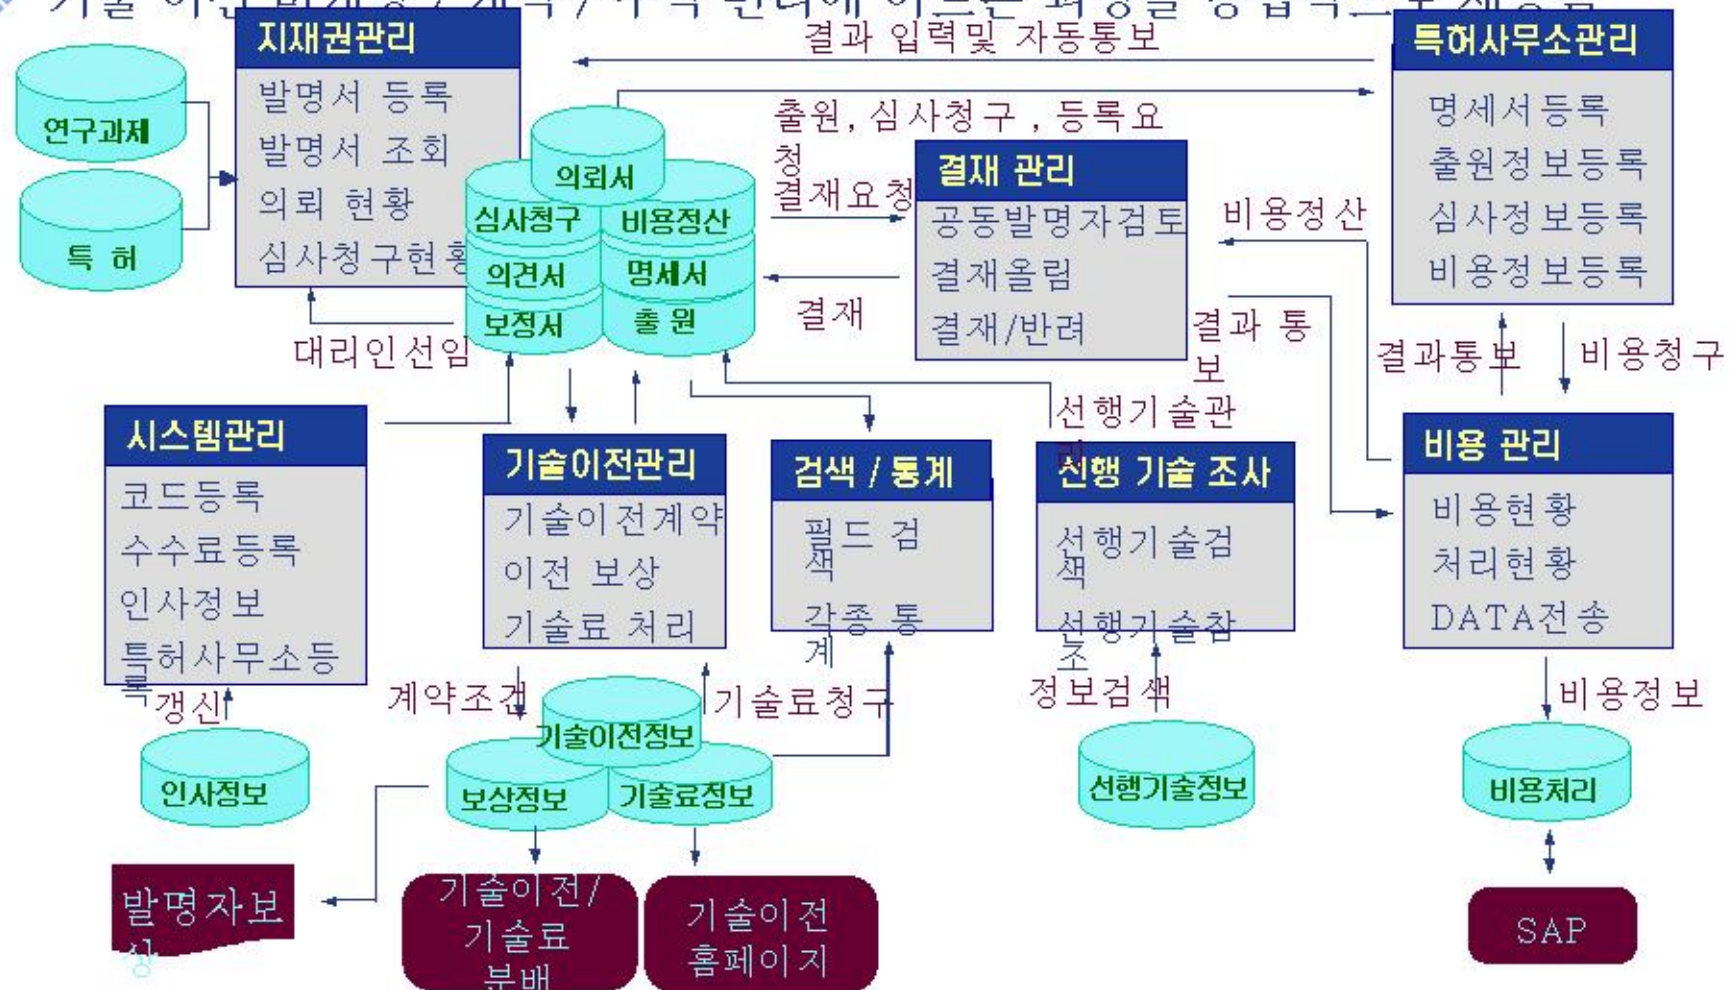 결과 입력및 자동통보
지재권관리
발명서 등록
발명서 조회
의뢰 현황
심사청구현황
연구과제
특 허
특허사무소관리
명세서등록
출원정보등록
심사정보등록
비용정보등록
출원, 심사청구 , 등록요
청
의뢰서
심사청구
비용정산
의견서
명세서
보정서
출 원
결재요청
결재
결재 관리
공동발명자검토
결재올림
결재/반려
비용정산
결과 통
보
결과통보
비용청구
대리인선임
시스템관리
코드등록
수수료등록
인사정보
특허사무소등
록
갱신
인사정보
기술이전관리
기술이전계약
이전 보상
기술료 처리
계약조건
기술료청구
기술이전정보
보상정보
기술료정보
검색 / 통계
필드 검
색
각종 통
계
선행기술관
리
선행 기술 조사
선행기술검
색
선행기술참
조
정보검색
선행기술정보
비용 관리
비용현황
처리현황
DATA전송
비용정보
비용처리
SAP
발명자보
상
기술이전/
기술료
분배
기술이전
홈페이지